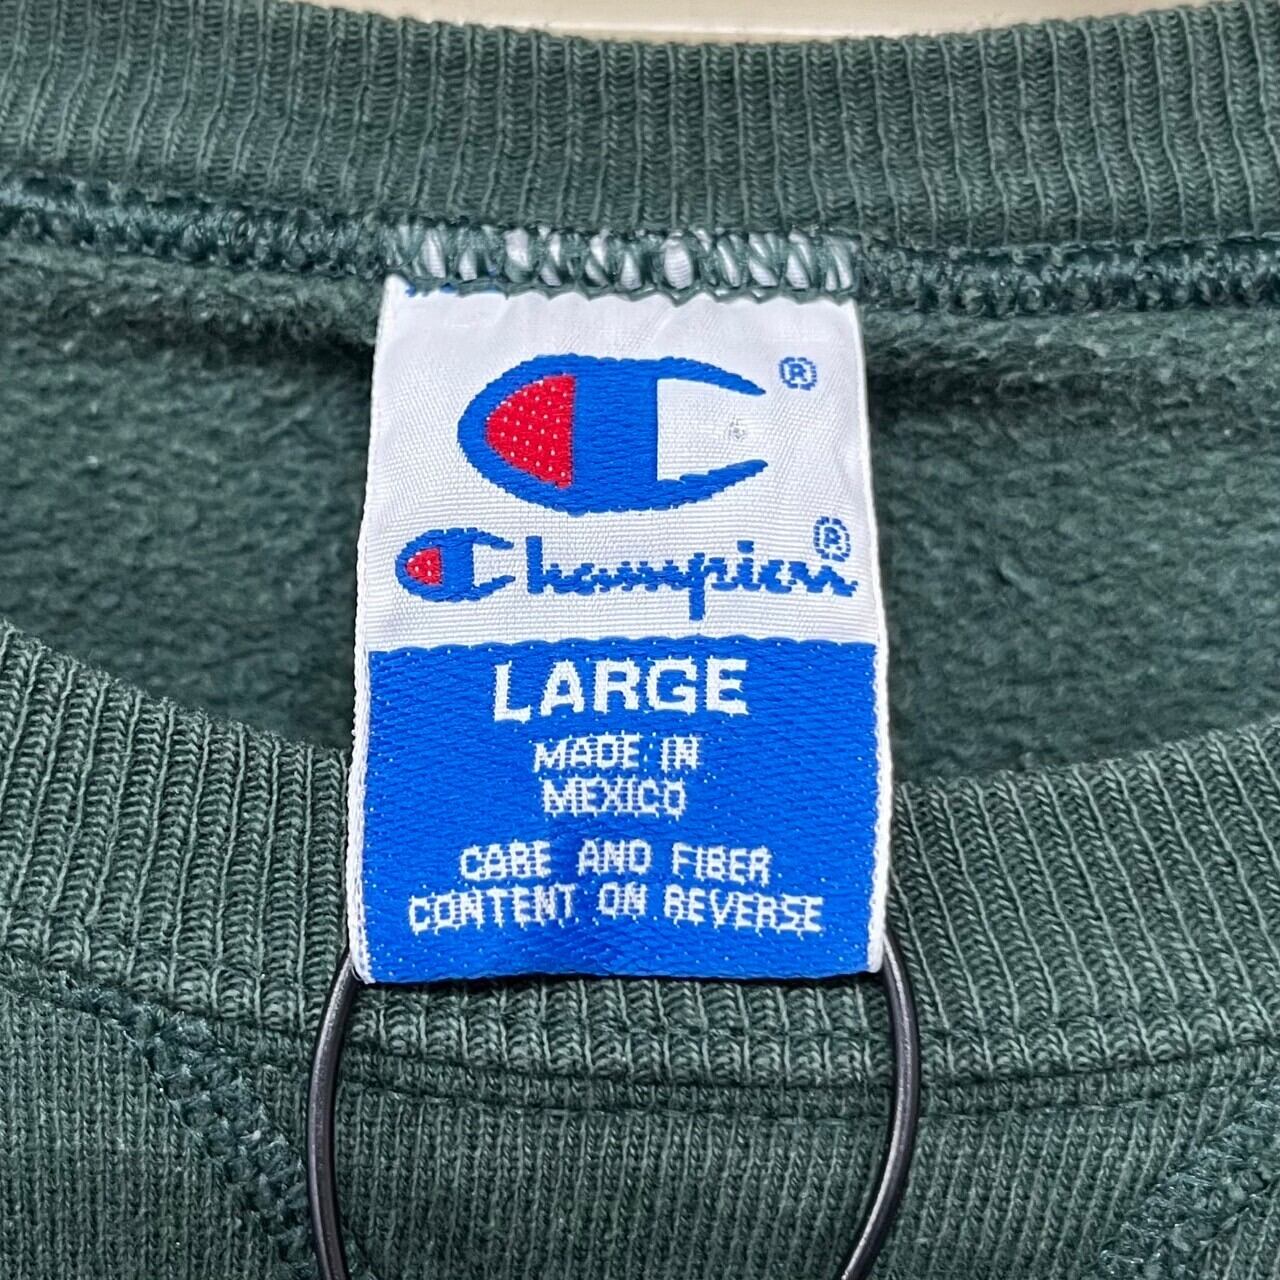 ®
Champion®
LARGE
MADE IN
MEXICO
CARE AND FIBER
CONTENT ON REVERSE